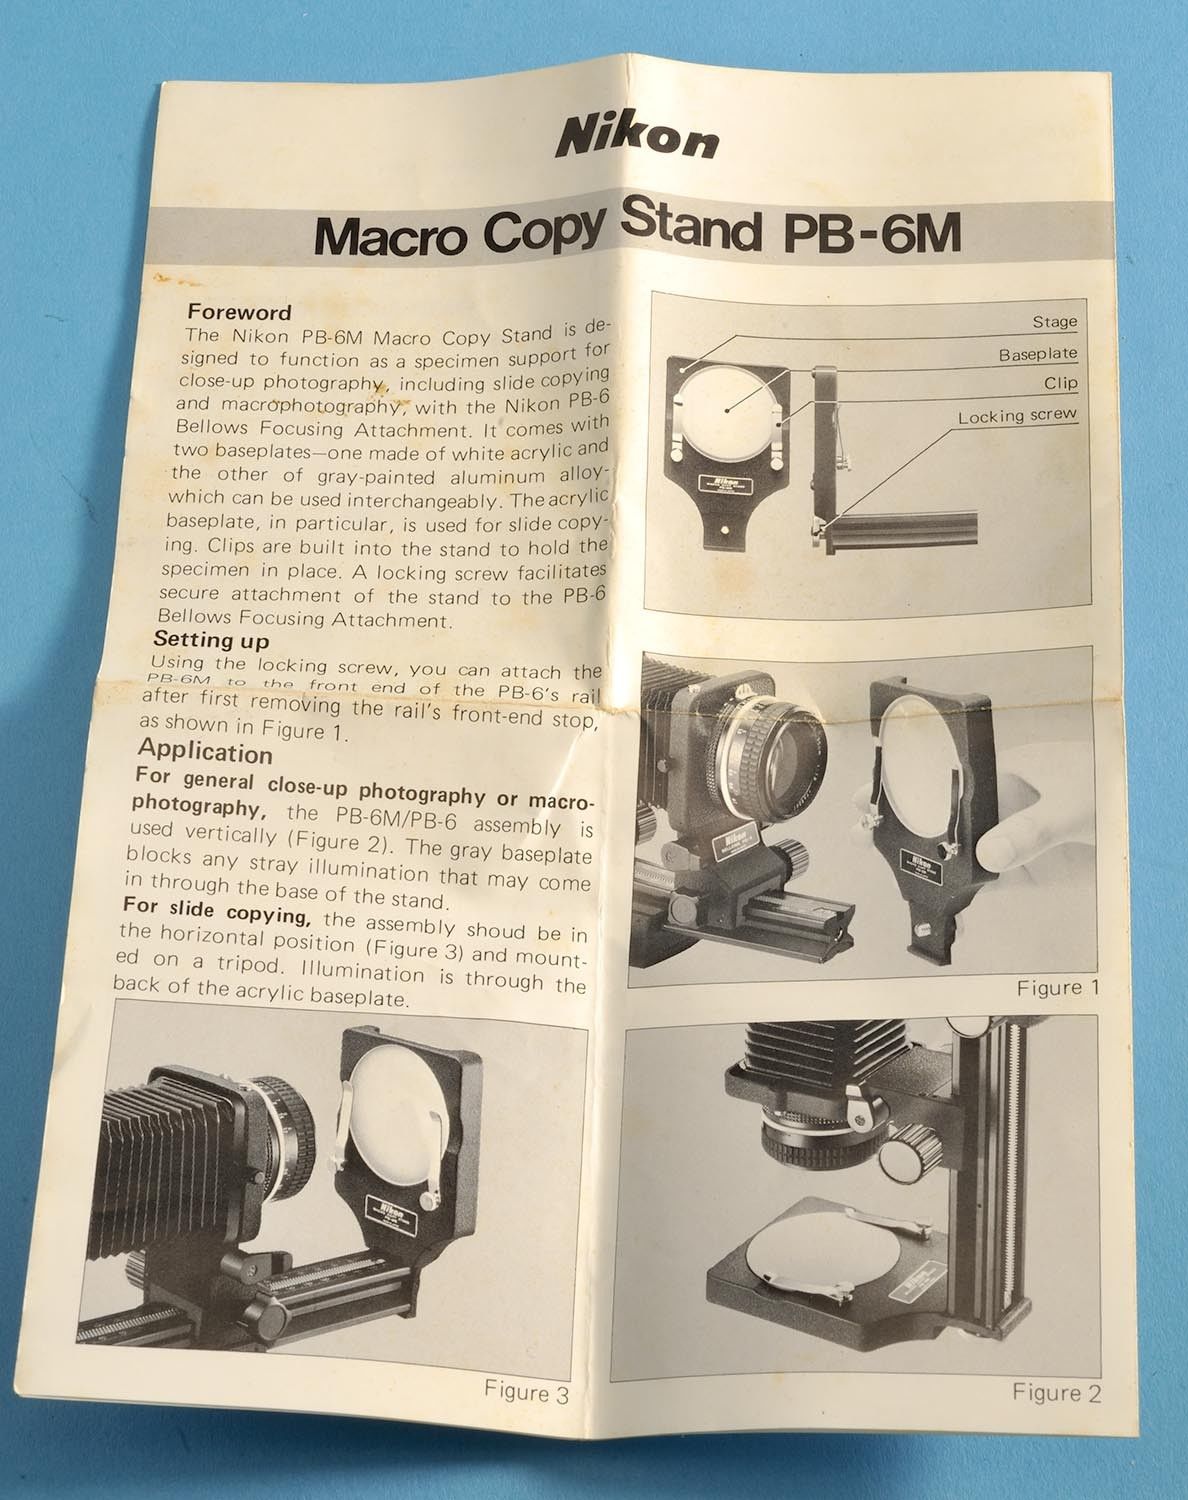 Nikon
Macro Copy Stand PB-6M
Foreword
The Nikon PB-6M Macro Copy Stand is de-
signed to function as a specimen support for
close-up photography, including slide copying
and macrophotography, with the Nikon PB-6
Bellows Focusing Attachment. It comes with
two baseplates—one made of white acrylic and
the other of gray-painted aluminum alloy-
which can be used interchangeably. The acrylic
baseplate, in particular, is used for slide copy-
ing. Clips are built into the stand to hold the
specimen in place. A locking screw facilitates
secure attachment of the stand to the PB-6
Bellows Focusing Attachment.
Setting up
Using the locking screw, you can attach the
PB-6M to the front end of the PB-6's rail
after first removing the rail's front-end stop,
as shown in Figure 1.
Application
For general close-up photography or macro-
photography, the PB-6M/PB-6 assembly is
used vertically (Figure 2). The gray baseplate
blocks any stray illumination that may come
in through the base of the stand.
For slide copying, the assembly shoud be in
the horizontal position (Figure 3) and mount-
ed on a tripod. Illumination is through the
back of the acrylic baseplate.
Figure 3
Stage
Baseplate
Clip
Locking screw
Nikon
Nikon
Nikon
Figure 1
Nikon
Figure 2
Nikon